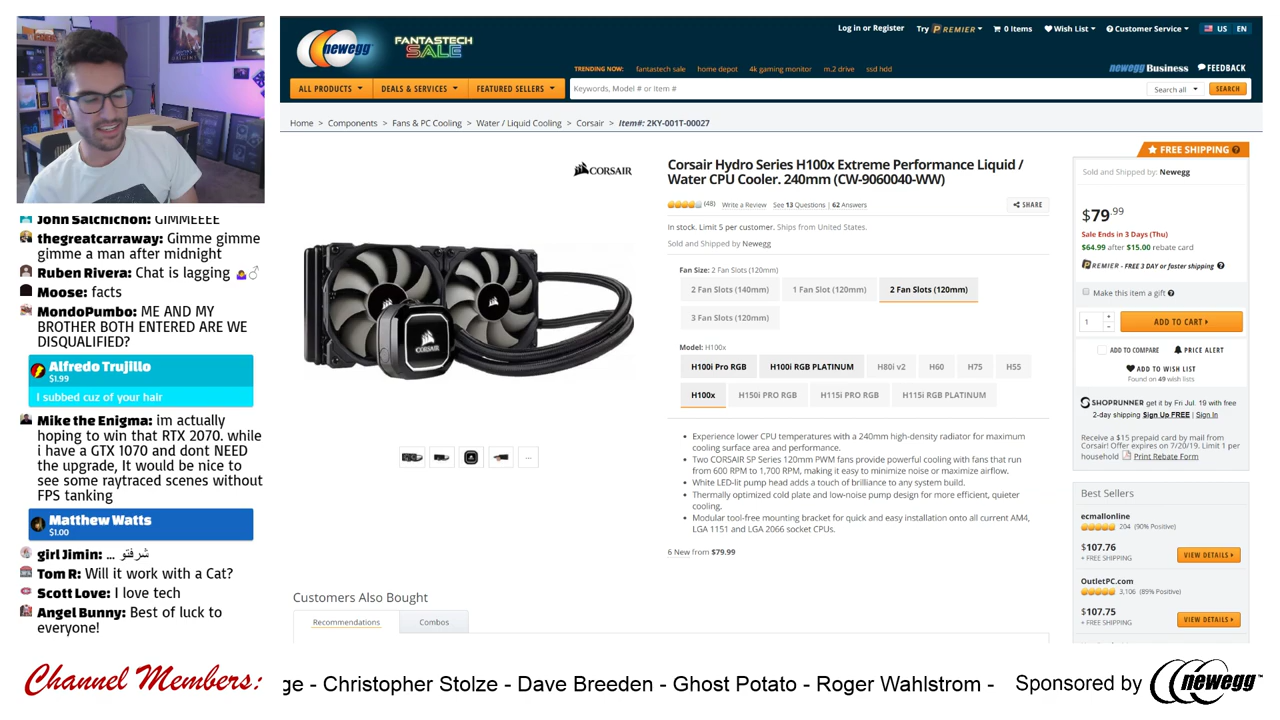 John Salchichon: GIMMEEEE
thegreatcarraway: Gimme gimme
gimme a man after midnight
Ruben Rivera: Chat is lagging 🤷‍♂
Moose: facts
MondoPumbo: ME AND MY
BROTHER BOTH ENTERED ARE WE
DISQUALIFIED?
Alfredo Trujillo
$1.99
I subbed cuz of your hair
Mike the Enigma: im actually
hoping to win that RTX 2070. while
i have a GTX 1070 and dont NEED
the upgrade, It would be nice to
see some raytraced scenes without
FPS tanking
Matthew Watts
$1.00
girl Jimin: ... شرفتو
Tom R: Will it work with a Cat?
Scott Love: I love tech
Angel Bunny: Best of luck to
everyone!
newegg
FANTASTECH
SALE
Log in or Register
Try PREMIER
0 Items
Wish List
Customer Service
US EN
TRENDING NOW: fantastech sale home depot 4k gaming monitor m.2 drive ssd hdd
newegg Business
FEEDBACK
ALL PRODUCTS
DEALS & SERVICES
FEATURED SELLERS
Keywords, Model # or Item #
Search all
SEARCH
Home > Components > Fans & PC Cooling > Water / Liquid Cooling > Corsair > Item#: 2KY-001T-00027
CORSAIR
CORSAIR
Corsair Hydro Series H100x Extreme Performance Liquid /
Water CPU Cooler. 240mm (CW-9060040-WW)
(48) Write a Review See 13 Questions | 62 Answers
SHARE
In stock. Limit 5 per customer. Ships from United States.
Sold and Shipped by Newegg
Fan Size: 2 Fan Slots (120mm)
2 Fan Slots (140mm) 1 Fan Slot (120mm) 2 Fan Slots (120mm)
3 Fan Slots (120mm)
Model: H100x
H100i Pro RGB H100i RGB PLATINUM H80i v2 H60 H75 H55
H100x H150i PRO RGB H115i PRO RGB H115i RGB PLATINUM
• Experience lower CPU temperatures with a 240mm high-density radiator for maximum
cooling surface area and performance.
• Two CORSAIR SP Series 120mm PWM fans provide powerful cooling with fans that run
from 600 RPM to 1,700 RPM, making it easy to minimize noise or maximize airflow.
• White LED-lit pump head adds a touch of brilliance to any system build.
• Thermally optimized cold plate and low-noise pump design for more efficient, quieter
cooling.
• Modular tool-free mounting bracket for quick and easy installation onto all current AM4,
LGA 1151 and LGA 2066 socket CPUs.
6 New from $79.99
Customers Also Bought
Recommendations Combos
FREE SHIPPING
Sold and Shipped by: Newegg
$79.99
Sale Ends in 3 Days (Thu)
$64.99 after $15.00 rebate card
PREMIER - FREE 3 DAY or faster shipping
Make this item a gift
1
+
-
ADD TO CART
ADD TO COMPARE
PRICE ALERT
ADD TO WISH LIST
Found on 49 wish lists
SHOPRUNNER get it by Fri Jul. 19 with free
2-day shipping Sign Up FREE | Sign In
Receive a $15 prepaid card by mail from
Corsair! Offer expires on 7/20/19. Limit 1 per
household Print Rebate Form
Best Sellers
ecmallonline
204 (90% Positive)
$107.76
+ FREE SHIPPING
VIEW DETAILS
OutletPC.com
3,106 (89% Positive)
$107.75
+ FREE SHIPPING
VIEW DETAILS
Channel Members:
ge - Christopher Stolze - Dave Breeden - Ghost Potato - Roger Wahlstrom -
Sponsored by newegg